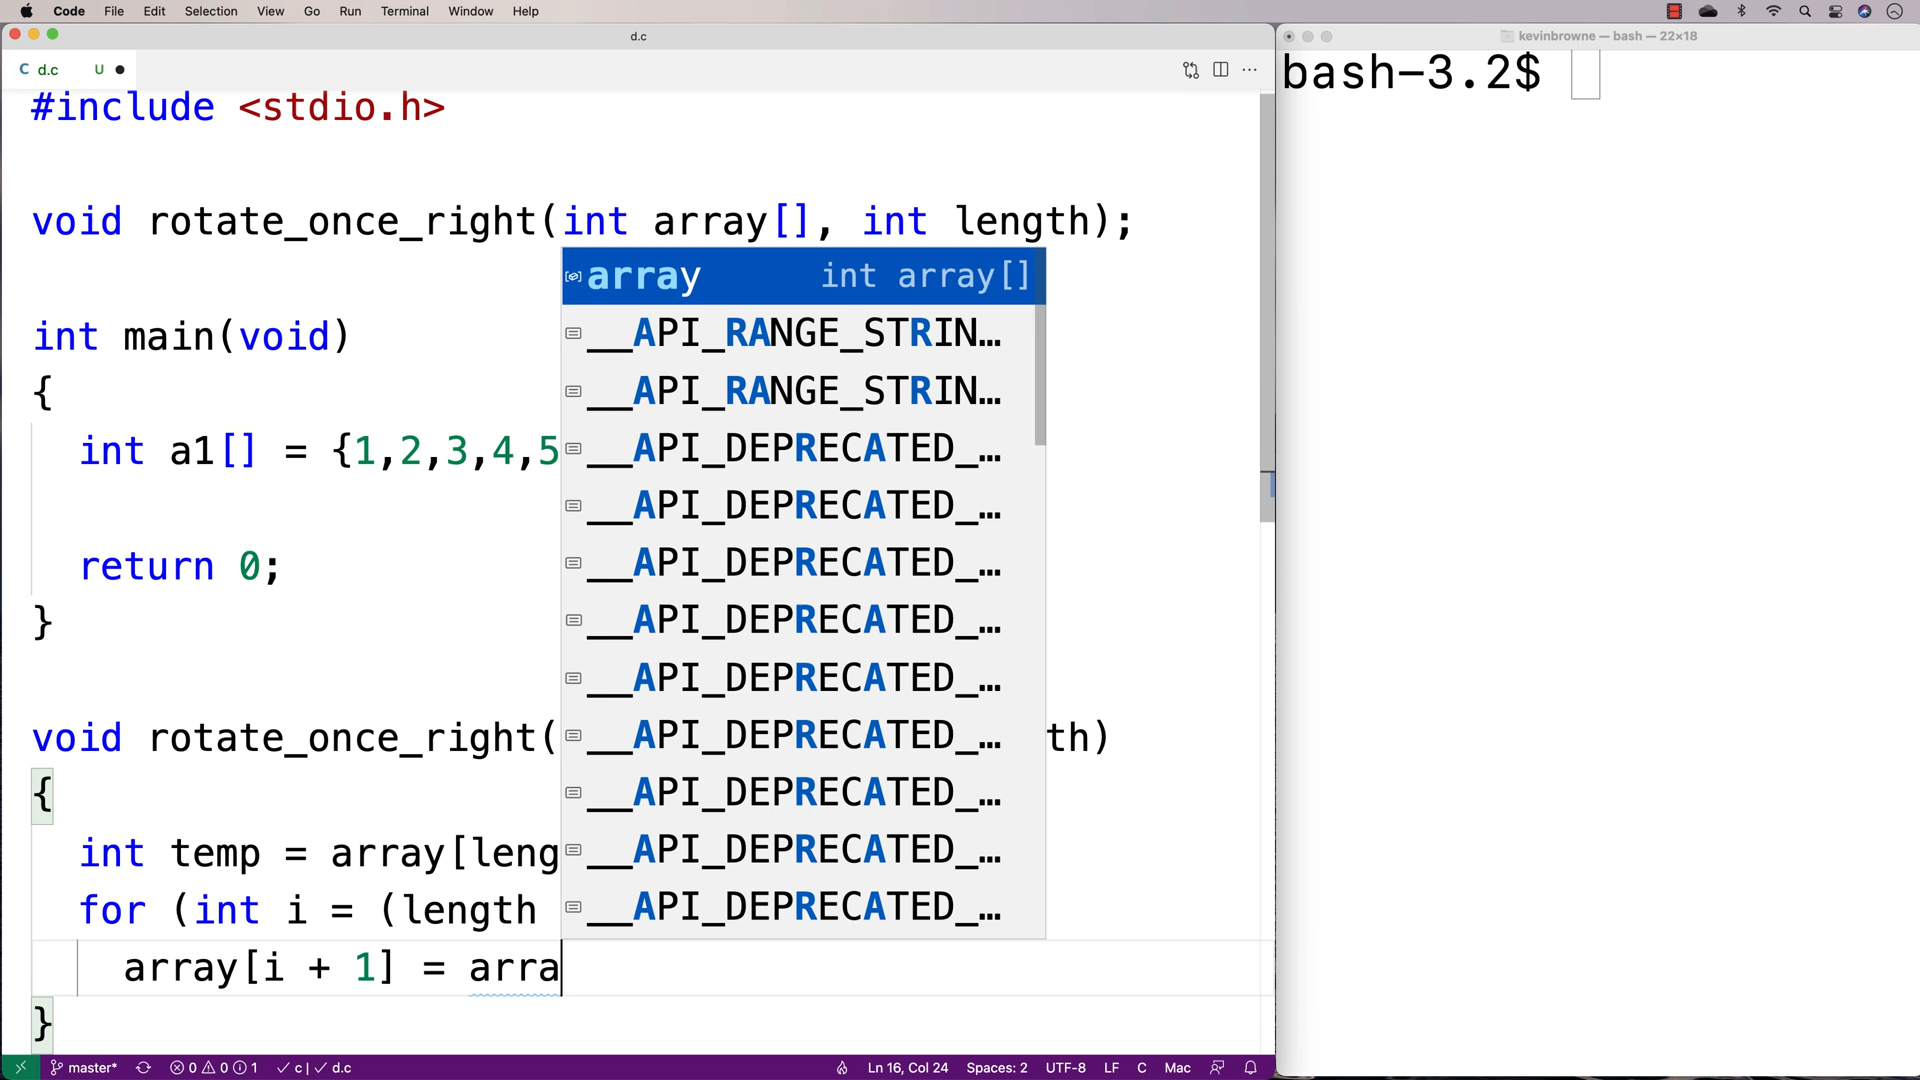 Code File Edit Selection View Go Run Terminal Window Help
d.c
kevinbrowne — bash — 22×18
C d.c U
bash-3.2$
#include <stdio.h>
void rotate_once_right(int array[], int length);
array int array[]
__API_RANGE_STRIN…
int main(void)
__API_RANGE_STRIN…
{
int a1[] = {1,2,3,4,5
__API_DEPRECATED_…
__API_DEPRECATED_…
return 0;
__API_DEPRECATED_…
}
__API_DEPRECATED_…
__API_DEPRECATED_…
void rotate_once_right(
__API_DEPRECATED_…
th)
{
__API_DEPRECATED_…
int temp = array[leng
__API_DEPRECATED_…
for (int i = (length
__API_DEPRECATED_…
array[i + 1] = arra
}
master* 0 0 1 c | d.c Ln 16, Col 24 Spaces: 2 UTF-8 LF C Mac